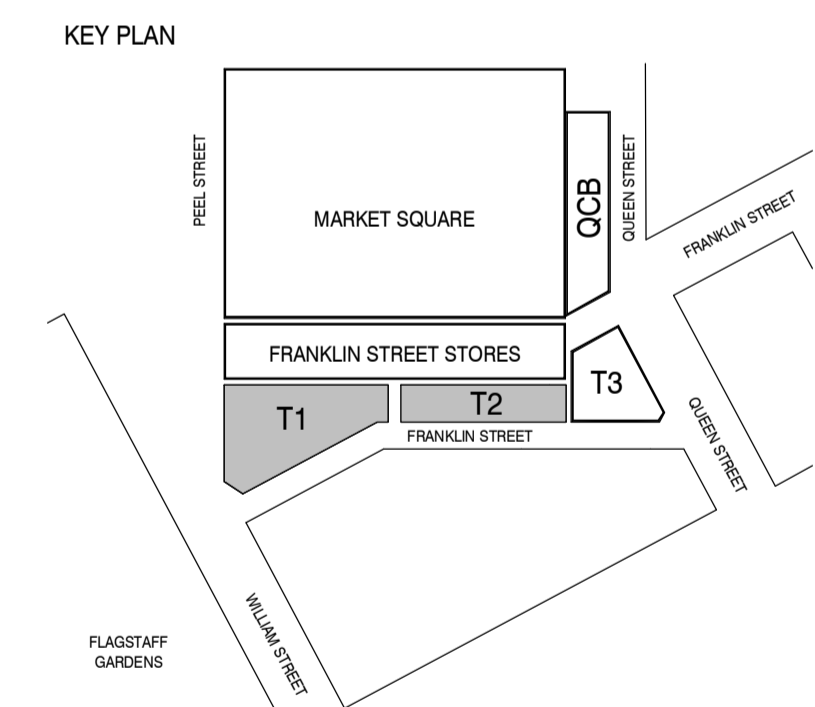 KEY PLAN
PEEL STREET
MARKET SQUARE
QCB
QUEEN STREET
FRANKLIN STREET
FRANKLIN STREET STORES
T1
T2
T3
FRANKLIN STREET
QUEEN STREET
WILLIAM STREET
FLAGSTAFF
GARDENS